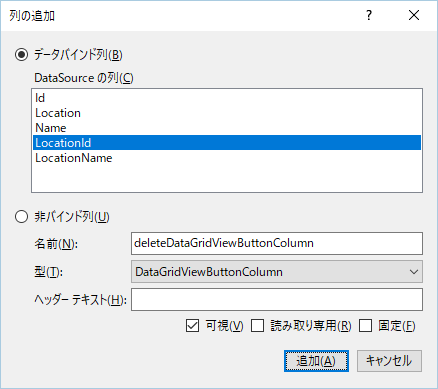 列の追加
データバインド列(B)
DataSource の列(C)
Id
Location
Name
LocationId
LocationName
非バインド列(U)
名前(N): deleteDataGridViewButtonColumn
型(T): DataGridViewButtonColumn
ヘッダー テキスト(H):
可視(V) 読み取り専用(R) 固定(F)
追加(A) キャンセル